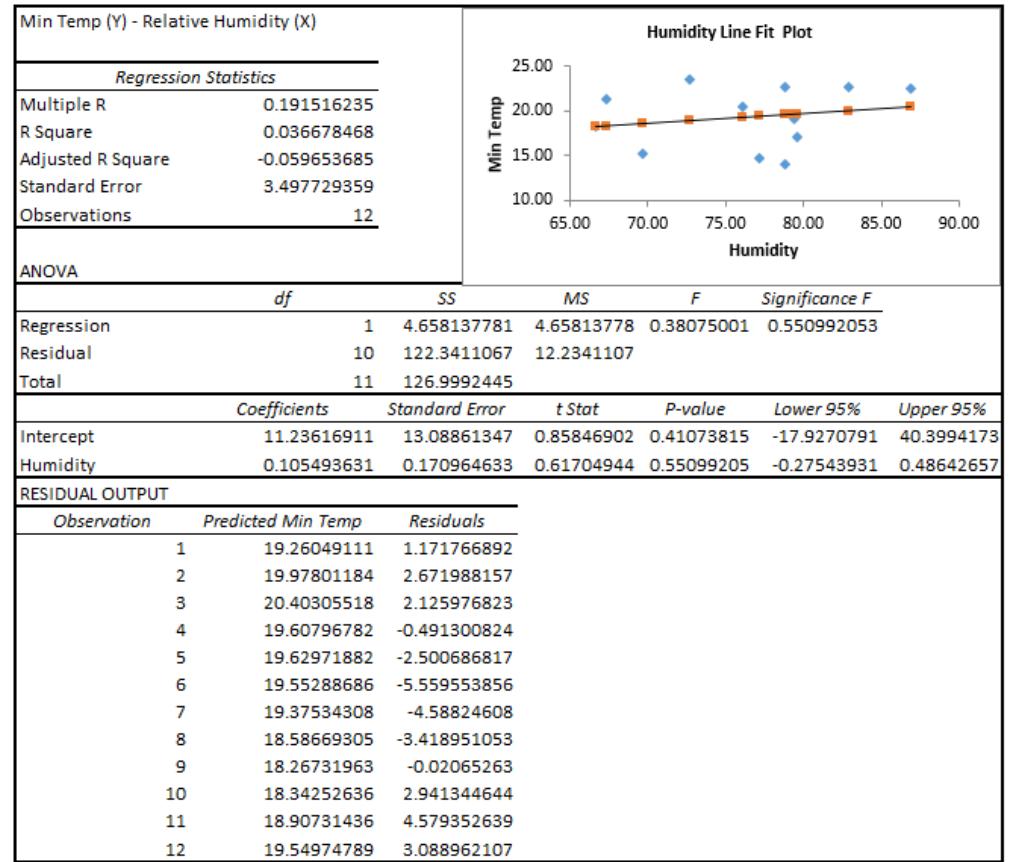 Min Temp (Y) - Relative Humidity (X)
Regression Statistics
Multiple R 0.191516235
R Square 0.036678468
Adjusted R Square -0.059653685
Standard Error 3.497729359
Observations 12
Humidity Line Fit Plot
25.00
20.00
15.00
10.00
Min Temp
65.00 70.00 75.00 80.00 85.00 90.00
Humidity
ANOVA
df SS MS F Significance F
Regression 1 4.658137781 4.65813778 0.38075001 0.550992053
Residual 10 122.3411067 12.2341107
Total 11 126.9992445
Coefficients Standard Error t Stat P-value Lower 95% Upper 95%
Intercept 11.23616911 13.08861347 0.85846902 0.41073815 -17.9270791 40.3994173
Humidity 0.105493631 0.170964633 0.61704944 0.55099205 -0.27543931 0.48642657
RESIDUAL OUTPUT
Observation Predicted Min Temp Residuals
1 19.26049111 1.171766892
2 19.97801184 2.671988157
3 20.40305518 2.125976823
4 19.60796782 -0.491300824
5 19.62971882 -2.500686817
6 19.55288686 -5.559553856
7 19.37534308 -4.58824608
8 18.58669305 -3.418951053
9 18.26731963 -0.02065263
10 18.34252636 2.941344644
11 18.90731436 4.579352639
12 19.54974789 3.088962107